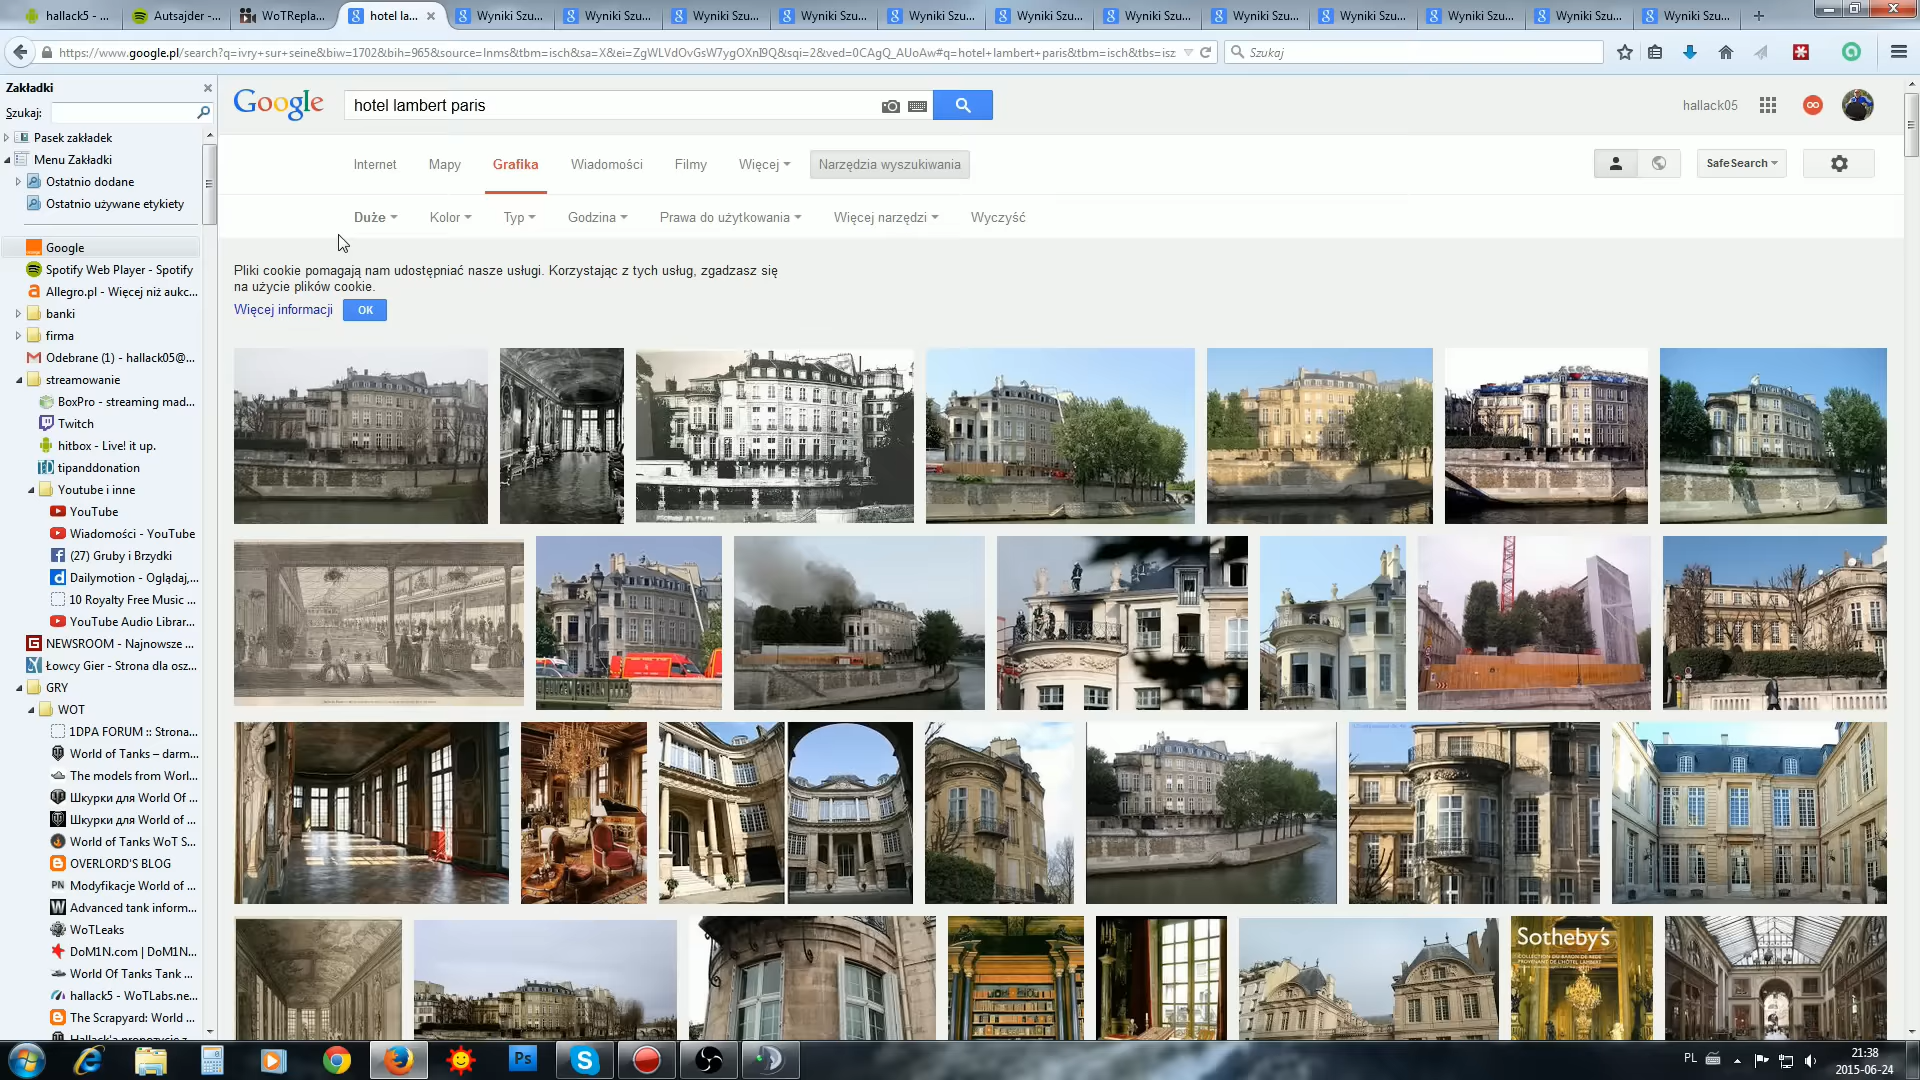 hallack5 -...
Autsajder -...
WoTRepla...
hotel la...
Wyniki Szu...
Wyniki Szu...
Wyniki Szu...
Wyniki Szu...
Wyniki Szu...
Wyniki Szu...
Wyniki Szu...
Wyniki Szu...
Wyniki Szu...
Wyniki Szu...
Wyniki Szu...
Wyniki Szu...
https://www.google.pl/search?q=ivry+sur+seine&biw=1702&bih=965&source=lnms&tbm=isch&sa=X&ei=ZgWLVdOvGsW7ygOXnI9Q&sqi=2&ved=0CAgQ_AUoAw#q=hotel+lambert+paris&tbm=isch&tbs=isz
Szukaj
Zakładki
Szukaj:
Pasek zakładek
Menu Zakładki
Ostatnio dodane
Ostatnio używane etykiety
Google
Spotify Web Player - Spotify
Allegro.pl - Więcej niż aukc...
banki
firma
Odebrane (1) - hallack05@...
streamowanie
BoxPro - streaming mad...
Twitch
hitbox - Live! it up.
tipanddonation
Youtube i inne
YouTube
Wiadomości - YouTube
(27) Gruby i Brzydki
Dailymotion - Oglądaj,...
10 Royalty Free Music ...
YouTube Audio Librar...
NEWSROOM - Najnowsze ...
Łowcy Gier - Strona dla osz...
GRY
WOT
1DPA FORUM :: Strona...
World of Tanks – darm...
The models from Worl...
Шкурки для World Of ...
Шкурки для World of ...
World of Tanks WoT S...
OVERLORD'S BLOG
Modyfikacje World of ...
Advanced tank inform...
WoTLeaks
DoM1N.com | DoM1N...
World Of Tanks Tank ...
hallack5 - WoTLabs.ne...
The Scrapyard: World ...
Google
hotel lambert paris
hallack05
Internet
Mapy
Grafika
Wiadomości
Filmy
Więcej
Narzędzia wyszukiwania
SafeSearch
Duże
Kolor
Typ
Godzina
Prawa do użytkowania
Więcej narzędzi
Wyczyść
Pliki cookie pomagają nam udostępniać nasze usługi. Korzystając z tych usług, zgadzasz się
na użycie plików cookie.
Więcej informacji
OK
Sotheby's
Ps
PL
21:38
2015-06-24